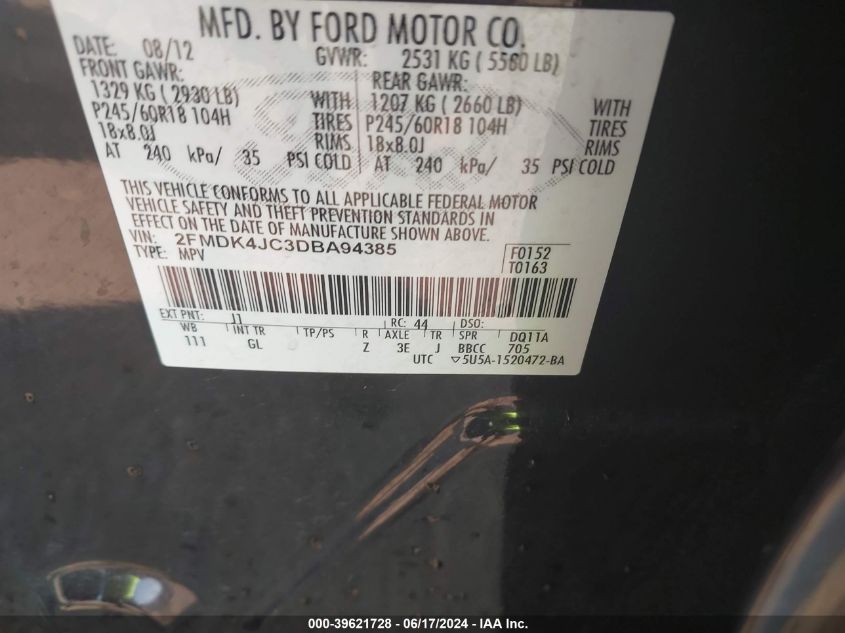 MFD. BY FORD MOTOR CO.
DATE: 08/12 GVWR: 2531 KG ( 5580 LB)
FRONT GAWR: REAR GAWR:
1329 KG ( 2930 LB) WITH 1207 KG ( 2660 LB) WITH
P245/60R18 104H TIRES P245/60R18 104H TIRES
18x8.0J RIMS 18x8.0J RIMS
AT 240 kPa/ 35 PSI COLD AT 240 kPa/ 35 PSI COLD
THIS VEHICLE CONFORMS TO ALL APPLICABLE FEDERAL MOTOR
VEHICLE SAFETY AND THEFT PREVENTION STANDARDS IN
EFFECT ON THE DATE OF MANUFACTURE SHOWN ABOVE.
VIN: 2FMDK4JC3DBA94385 F0152
TYPE: MPV T0163
EXT PNT: J1 RC: 44 DSO:
WB INT TR TP/PS R AXLE TR SPR DQ11A
111 GL Z 3E J BBCC 705
UTC ▽5U5A-1520472-BA
000-39621728 - 06/17/2024 - IAA Inc.